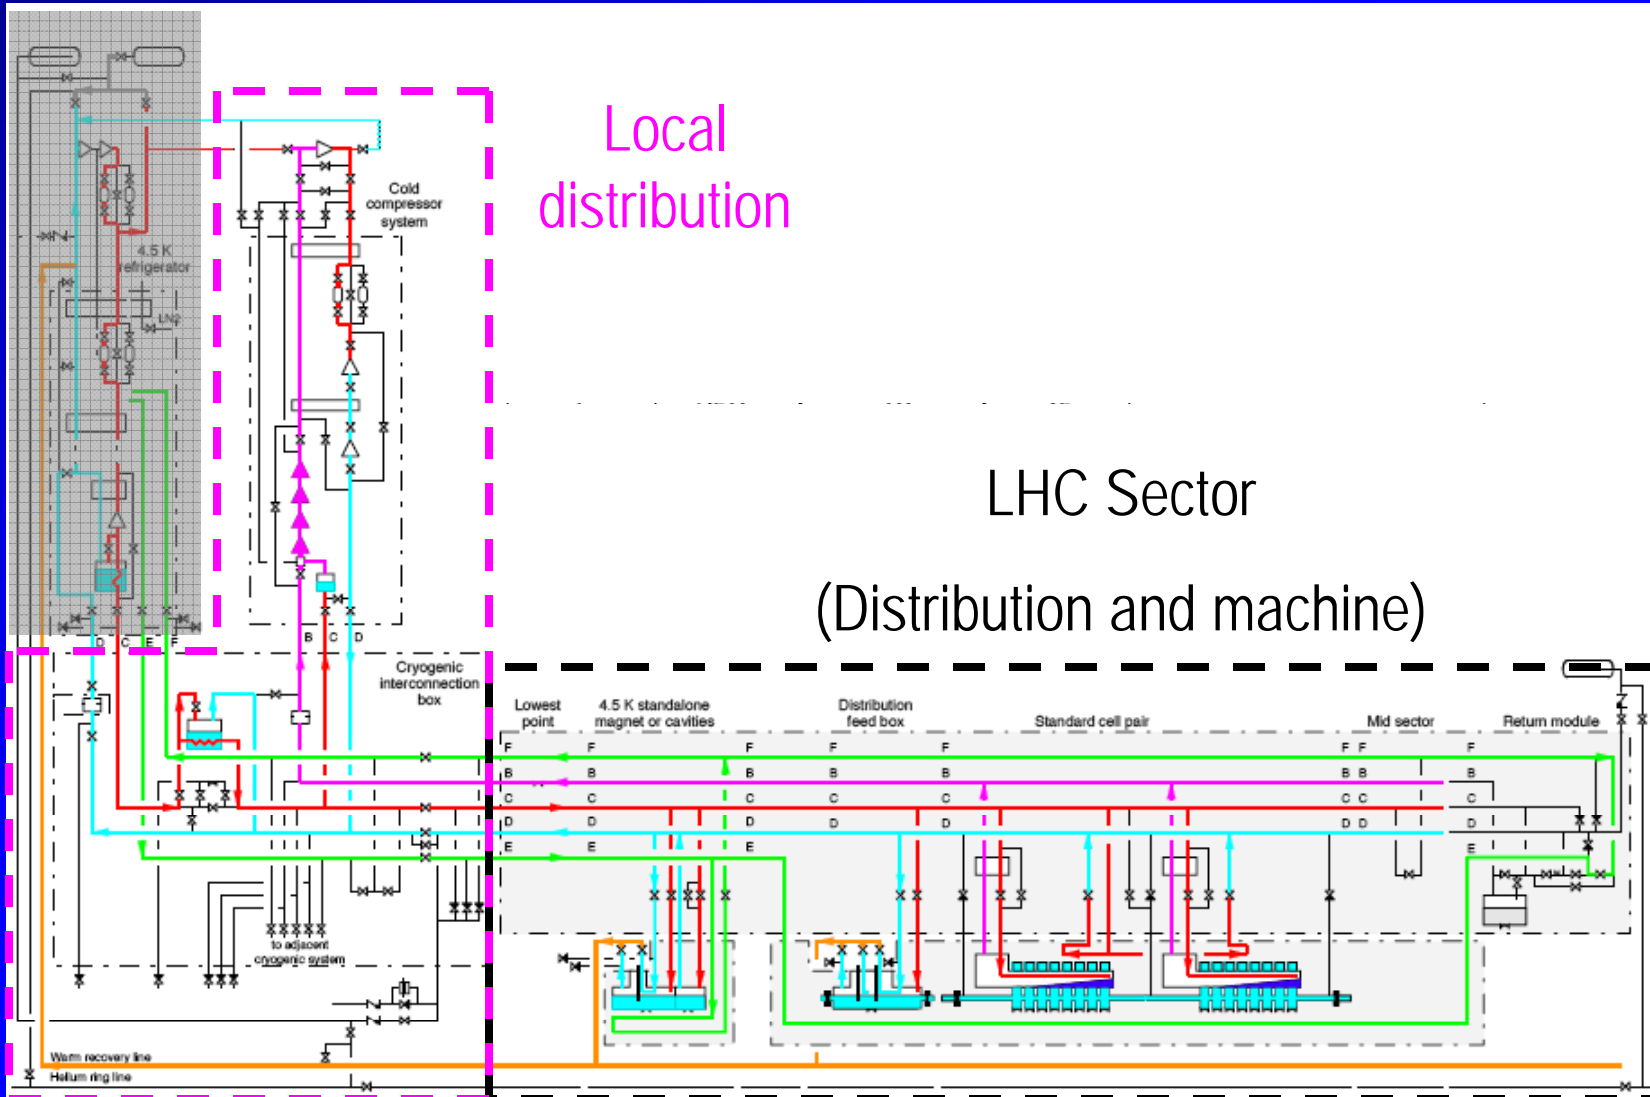 Local
distribution
Cold
compressor
system
4.5 K
refrigerator
LN2
LHC Sector
(Distribution and machine)
D C E F
B C D
Cryogenic
interconnection
box
Lowest
point
4.5 K standalone
magnet or cavities
Distribution
feed box
Standard cell pair
Mid sector
Return module
F F F F F F F F
B B B B B B B B
C C C C C C C C
D D D D D D D D
E E E E
to adjacent
cryogenic system
Warm recovery line
Helium ring line